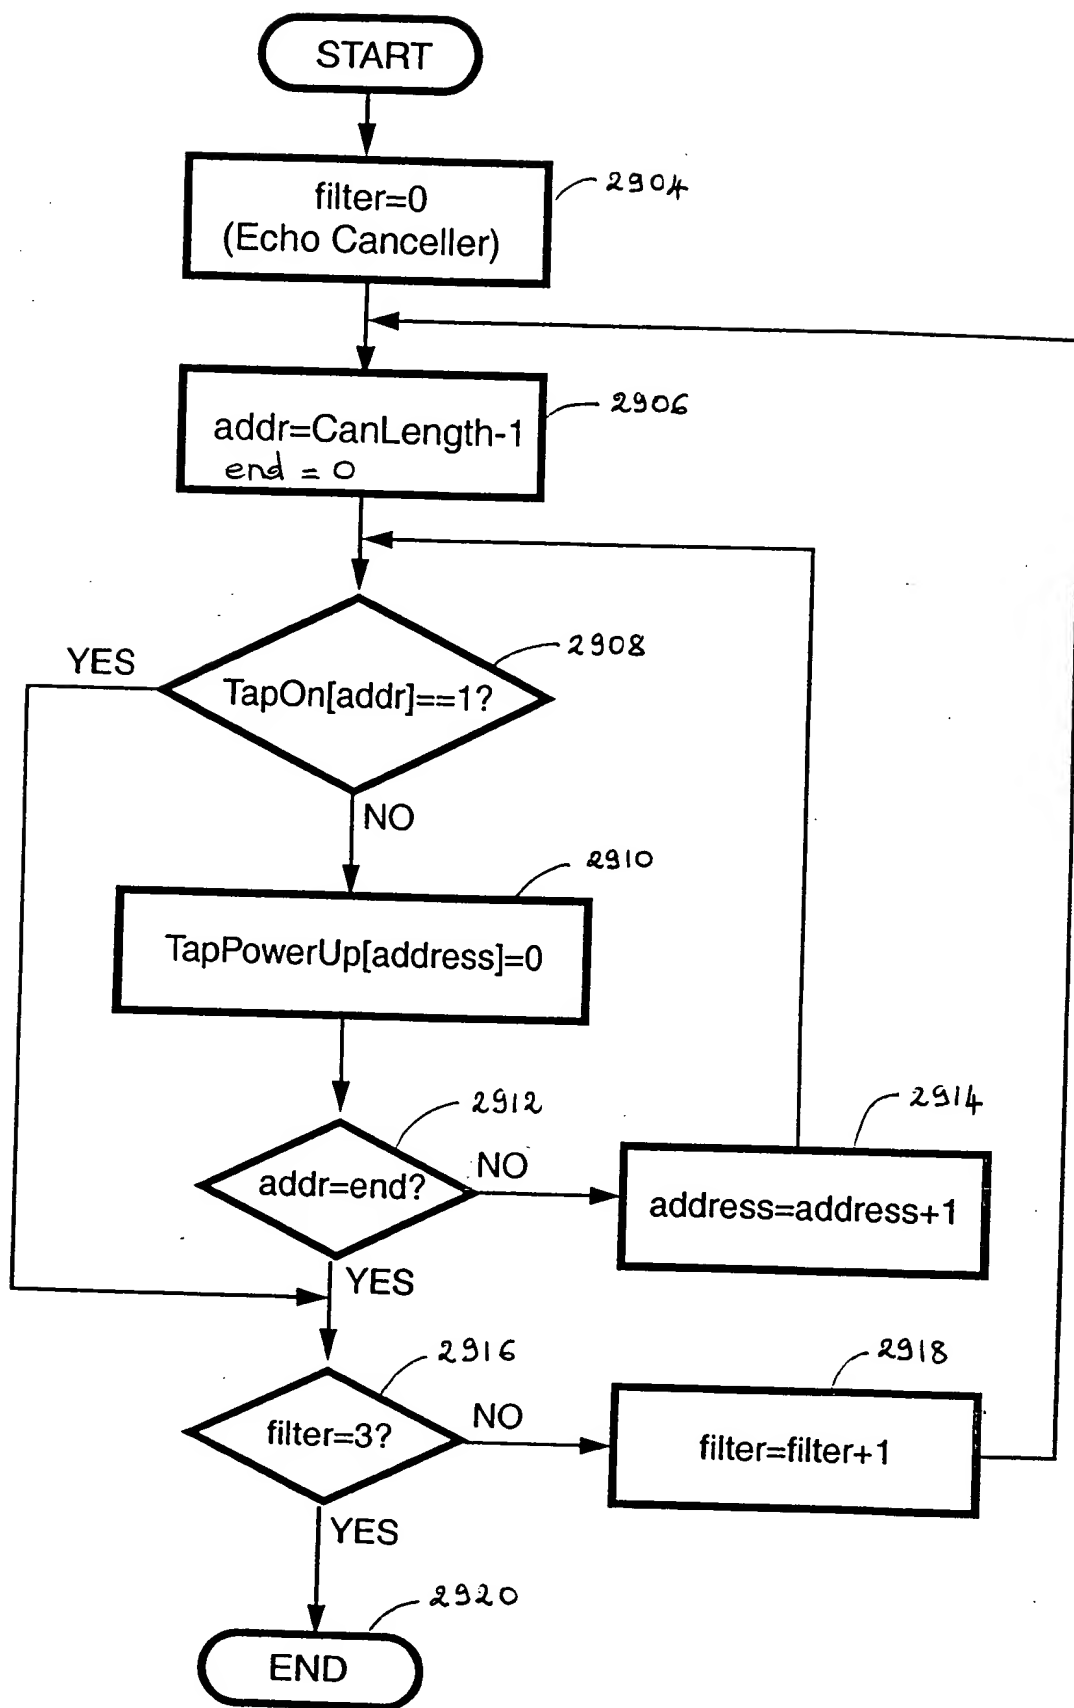 START
filter=0
(Echo Canceller)
2904
addr=CanLength-1
end = 0
2906
TapOn[addr]==1?
2908
YES
NO
TapPowerUp[address]=0
2910
addr=end?
2912
NO
YES
address=address+1
2914
filter=3?
2916
NO
YES
filter=filter+1
2918
END
2920